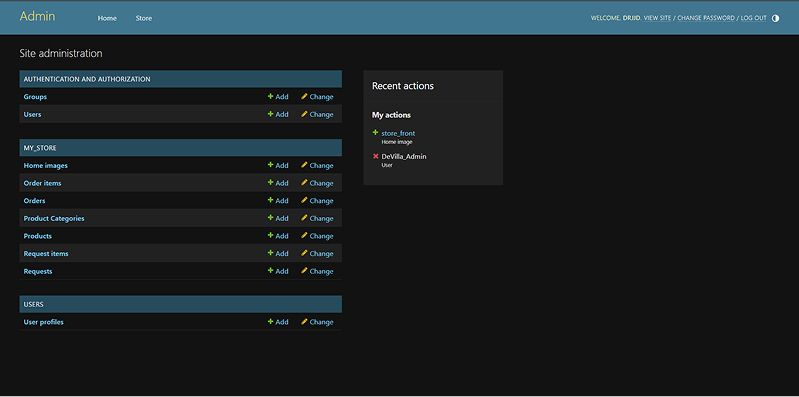 Admin Home Store WELCOME, DRJJD. VIEW SITE / CHANGE PASSWORD / LOG OUT
Site administration
AUTHENTICATION AND AUTHORIZATION
Groups Add Change
Users Add Change
MY_STORE
Home images Add Change
Order items Add Change
Orders Add Change
Product Categories Add Change
Products Add Change
Request items Add Change
Requests Add Change
USERS
User profiles Add Change
Recent actions
My actions
store_front
Home image
DeVilla_Admin
User